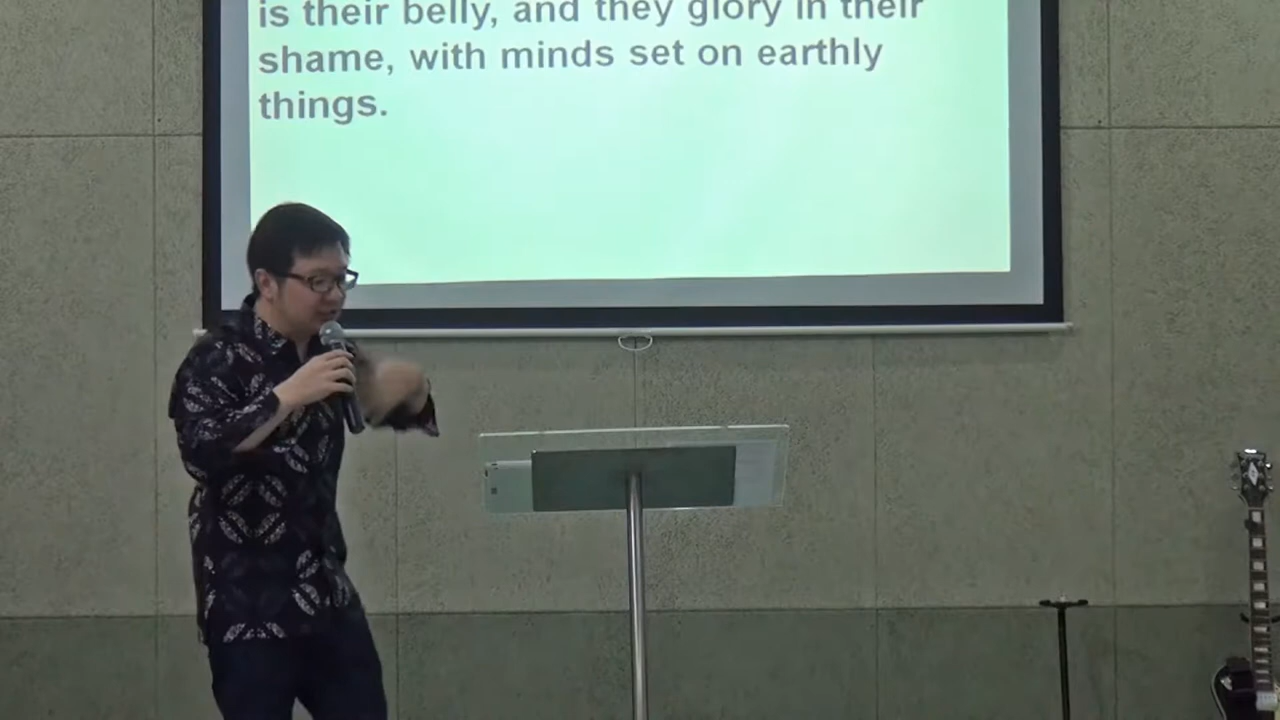 is their belly, and they glory in their
shame, with minds set on earthly
things.